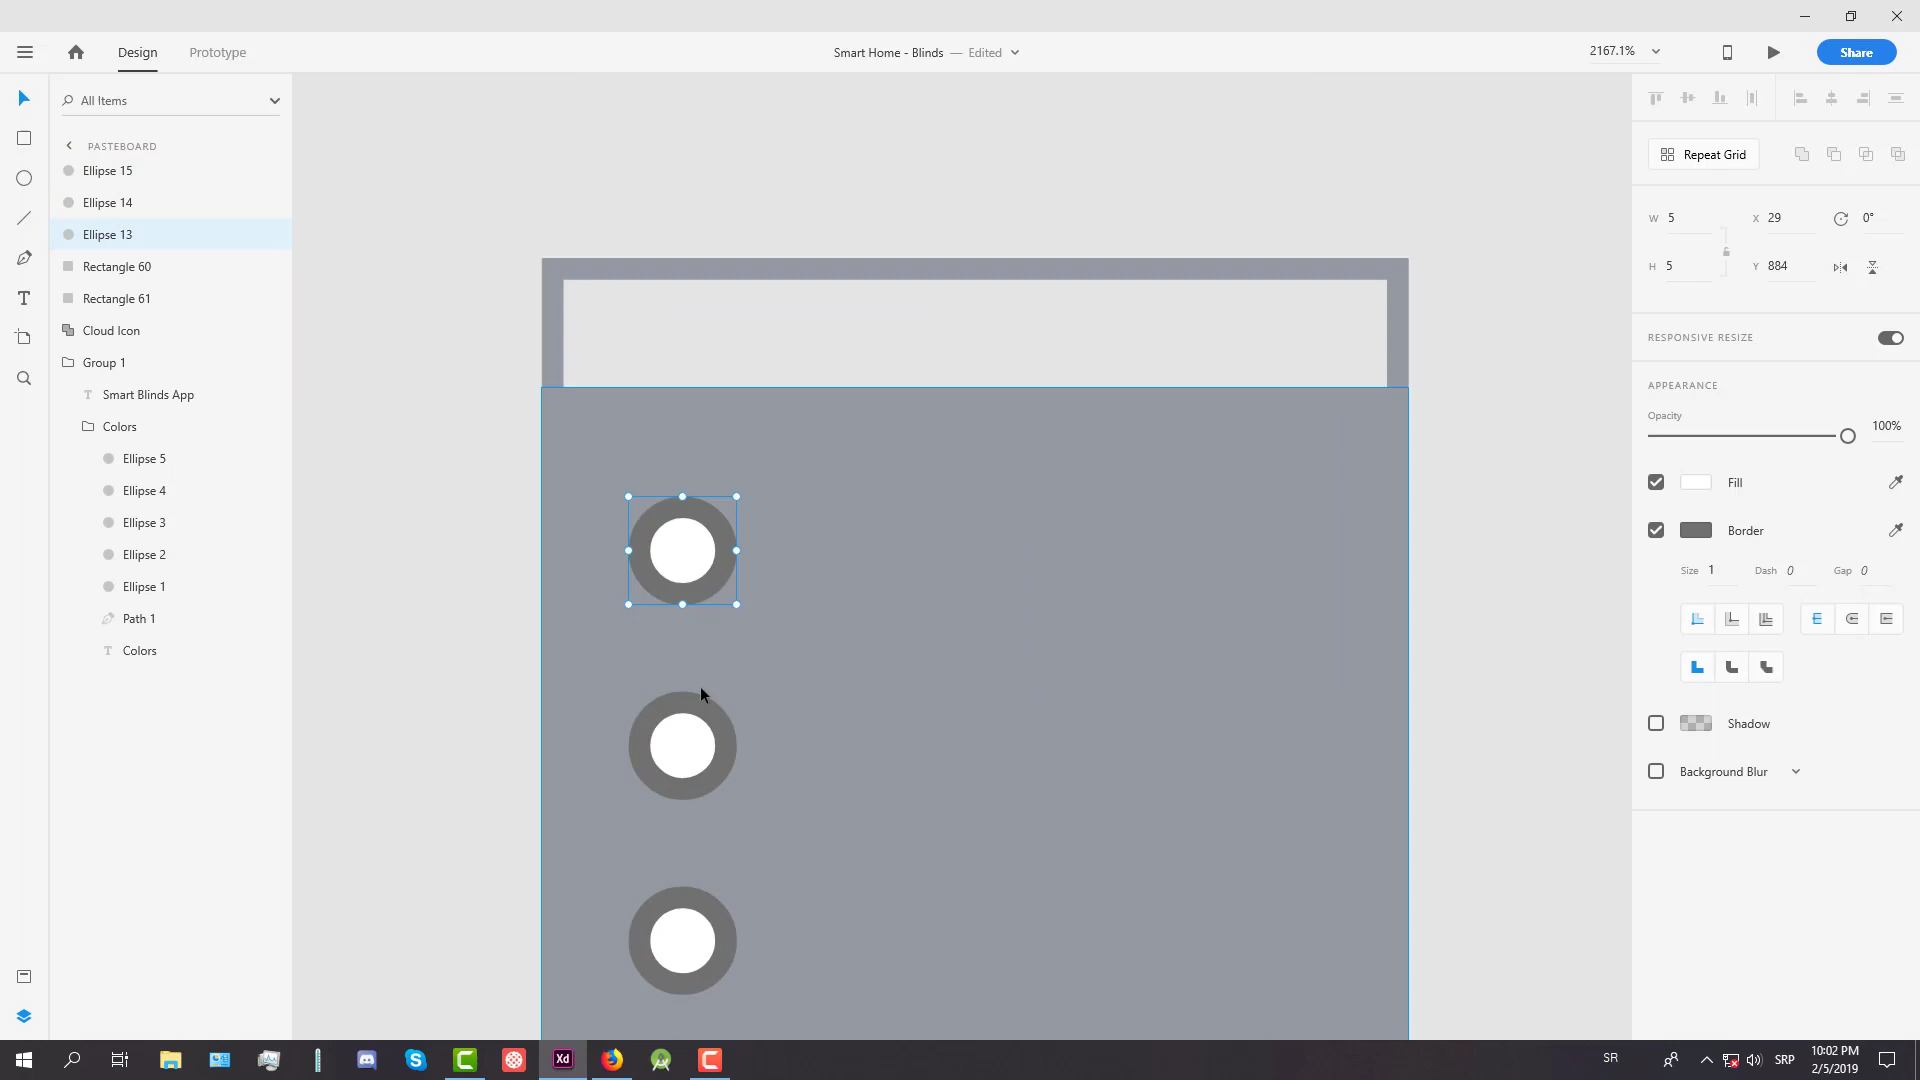 Design
Prototype
Smart Home - Blinds — Edited
2167.1%
Share
All Items
PASTEBOARD
Ellipse 15
Ellipse 14
Ellipse 13
Rectangle 60
Rectangle 61
Cloud Icon
Group 1
T Smart Blinds App
Colors
Ellipse 5
Ellipse 4
Ellipse 3
Ellipse 2
Ellipse 1
Path 1
T Colors
Repeat Grid
W 5 X 29 0°
H 5 Y 884
RESPONSIVE RESIZE
APPEARANCE
Opacity
100%
Fill
Border
Size 1 Dash 0 Gap 0
Shadow
Background Blur
Xd
SR
SRP
10:02 PM
2/5/2019